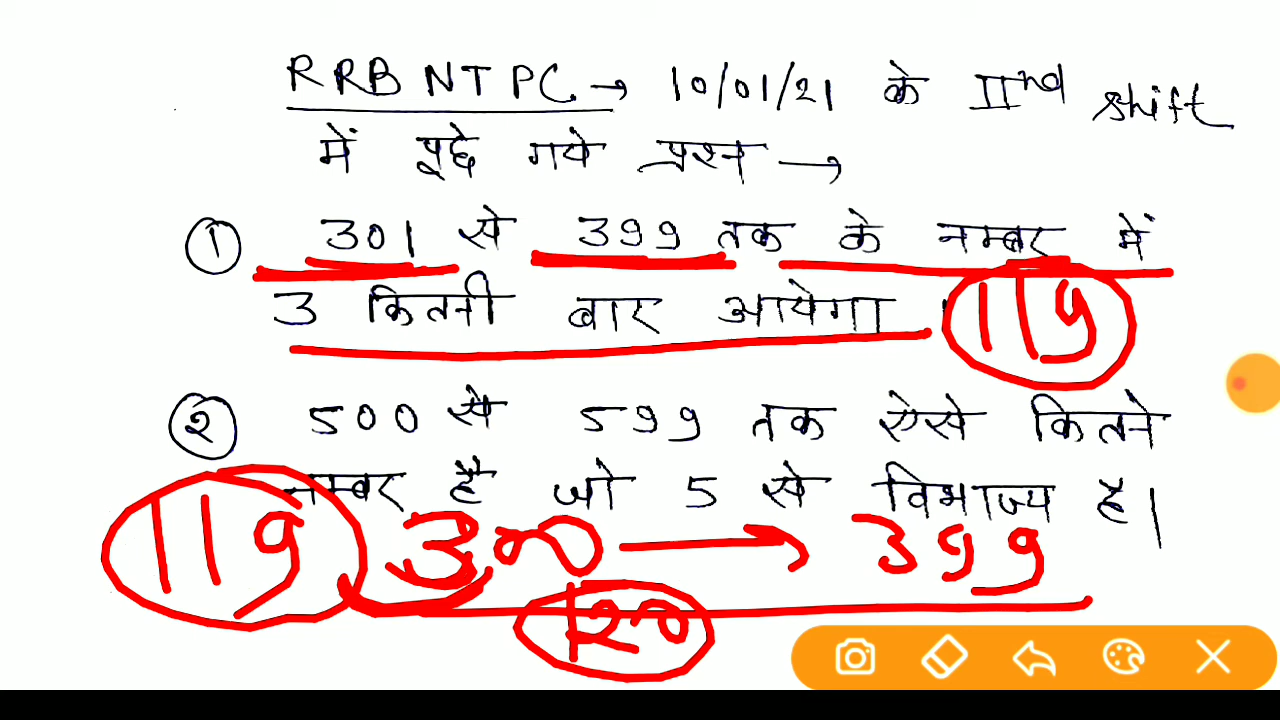 RRB NTPC → 10/01/21 के IInd shift
में पूछे गये प्रश्न →
① 301 से 399 तक के नम्बर में
3 कितनी बार आयेगा 119
② 500 से 599 तक ऐसे कितने
नम्बर है जो 5 से विभाज्य है।
119 300 → 399
120